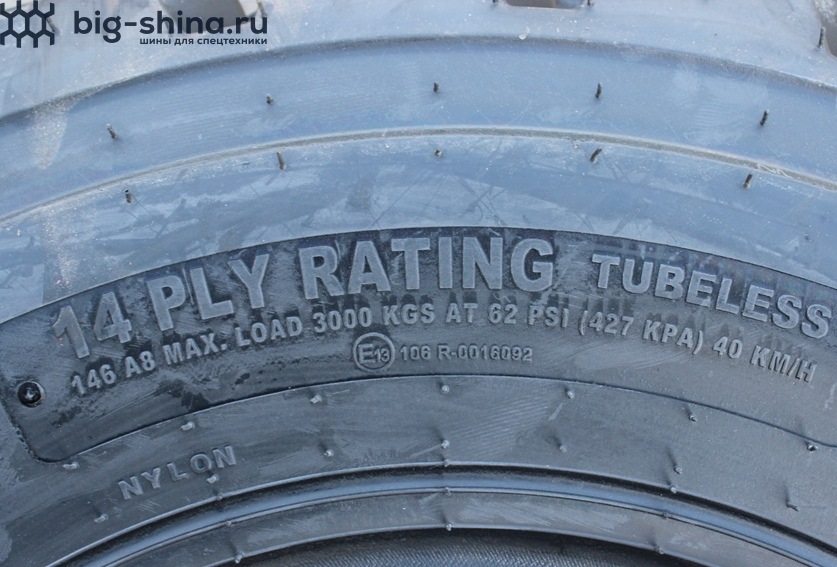 big-shina.ru
шины для спецтехники
14 PLY RATING TUBELESS
146 A8 MAX. LOAD 3000 KGS AT 62 PSI (427 KPA) 40 KM/H
E13 106 R-0016092
NYLON